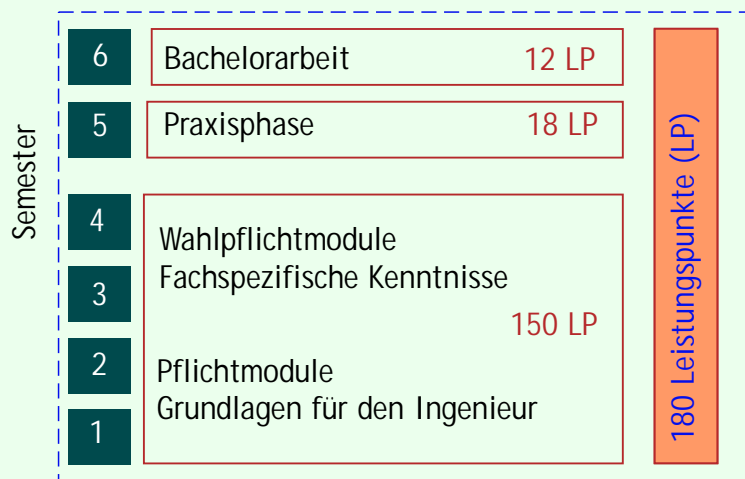 Semester
6
Bachelorarbeit 12 LP
5
Praxisphase 18 LP
4
3
2
1
Wahlpflichtmodule
Fachspezifische Kenntnisse
150 LP
Pflichtmodule
Grundlagen für den Ingenieur
180 Leistungspunkte (LP)